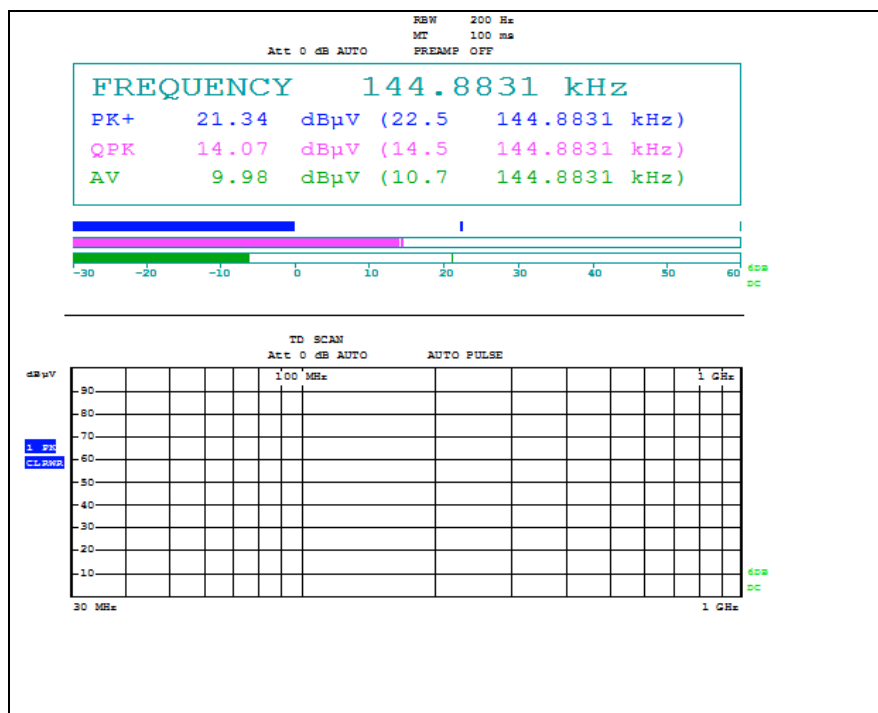 RBW 200 Hz
MT 100 ms
Att 0 dB AUTO PREAMP OFF
FREQUENCY 144.8831 kHz
PK+ 21.34 dBµV (22.5 144.8831 kHz)
QPK 14.07 dBµV (14.5 144.8831 kHz)
AV 9.98 dBµV (10.7 144.8831 kHz)
-30 -20 -10 0 10 20 30 40 50 60
6DB
DC
TD SCAN
Att 0 dB AUTO AUTO PULSE
dBµV
100 MHz 1 GHz
90
80
70
1 PK
60
CLRWR
50
40
30
20
10
6DB
DC
30 MHz 1 GHz